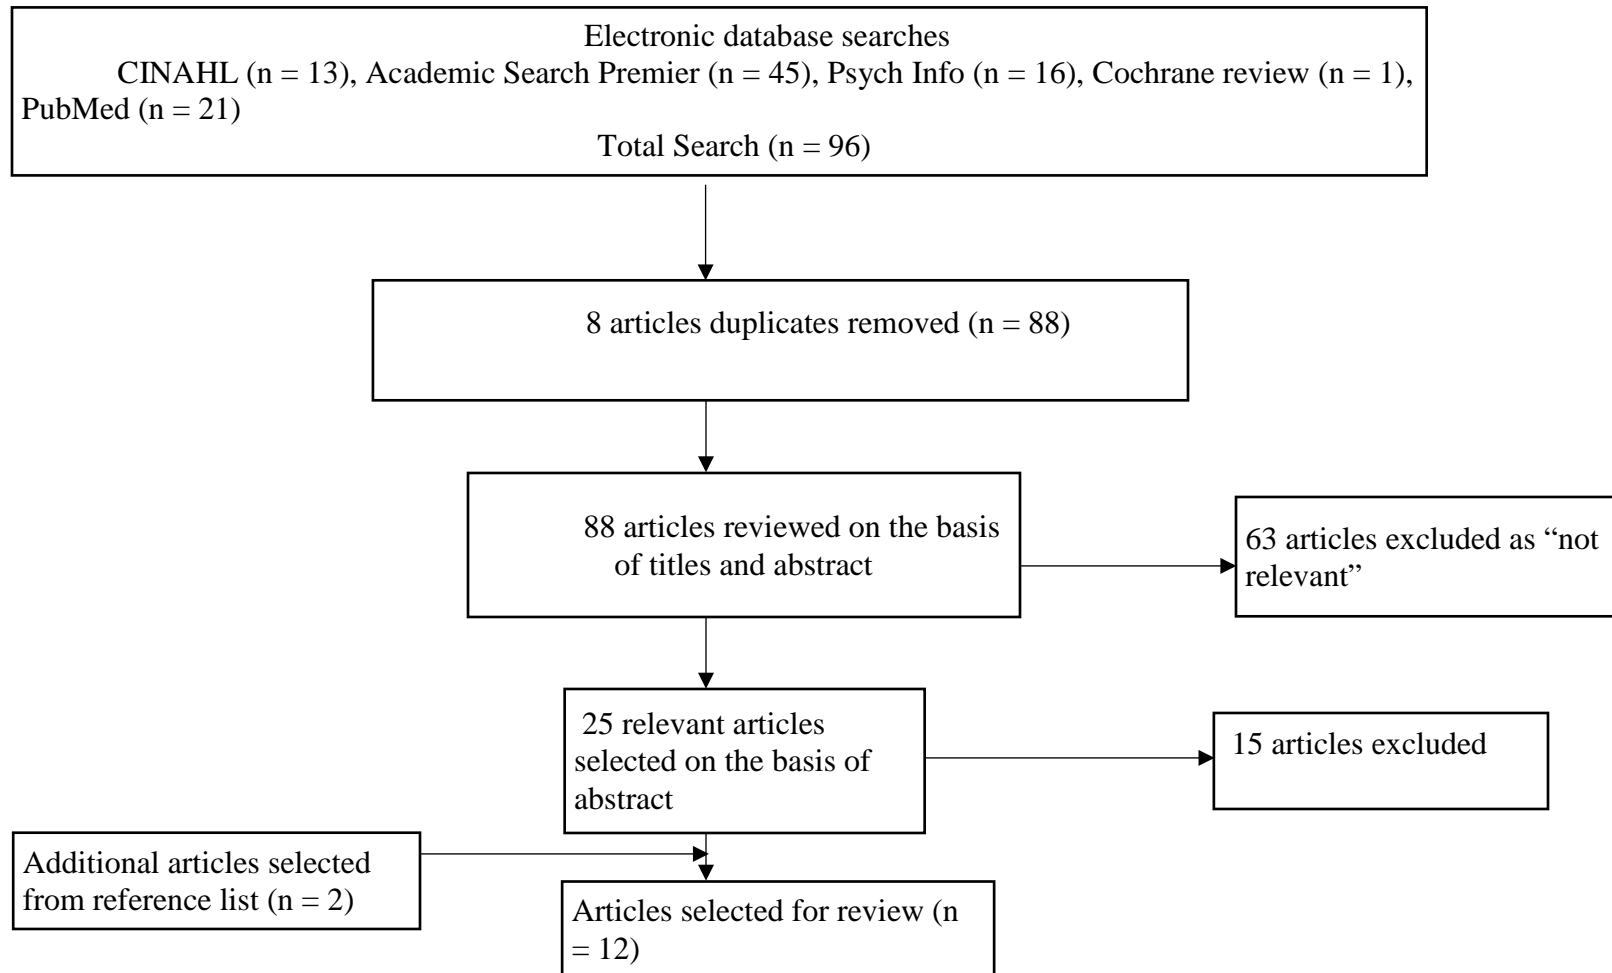 Electronic database searches
CINAHL (n = 13), Academic Search Premier (n = 45), Psych Info (n = 16), Cochrane review (n = 1),
PubMed (n = 21)
Total Search (n = 96)
8 articles duplicates removed (n = 88)
88 articles reviewed on the basis
of titles and abstract
63 articles excluded as “not
relevant”
25 relevant articles
selected on the basis of
abstract
15 articles excluded
Additional articles selected
from reference list (n = 2)
Articles selected for review (n
= 12)